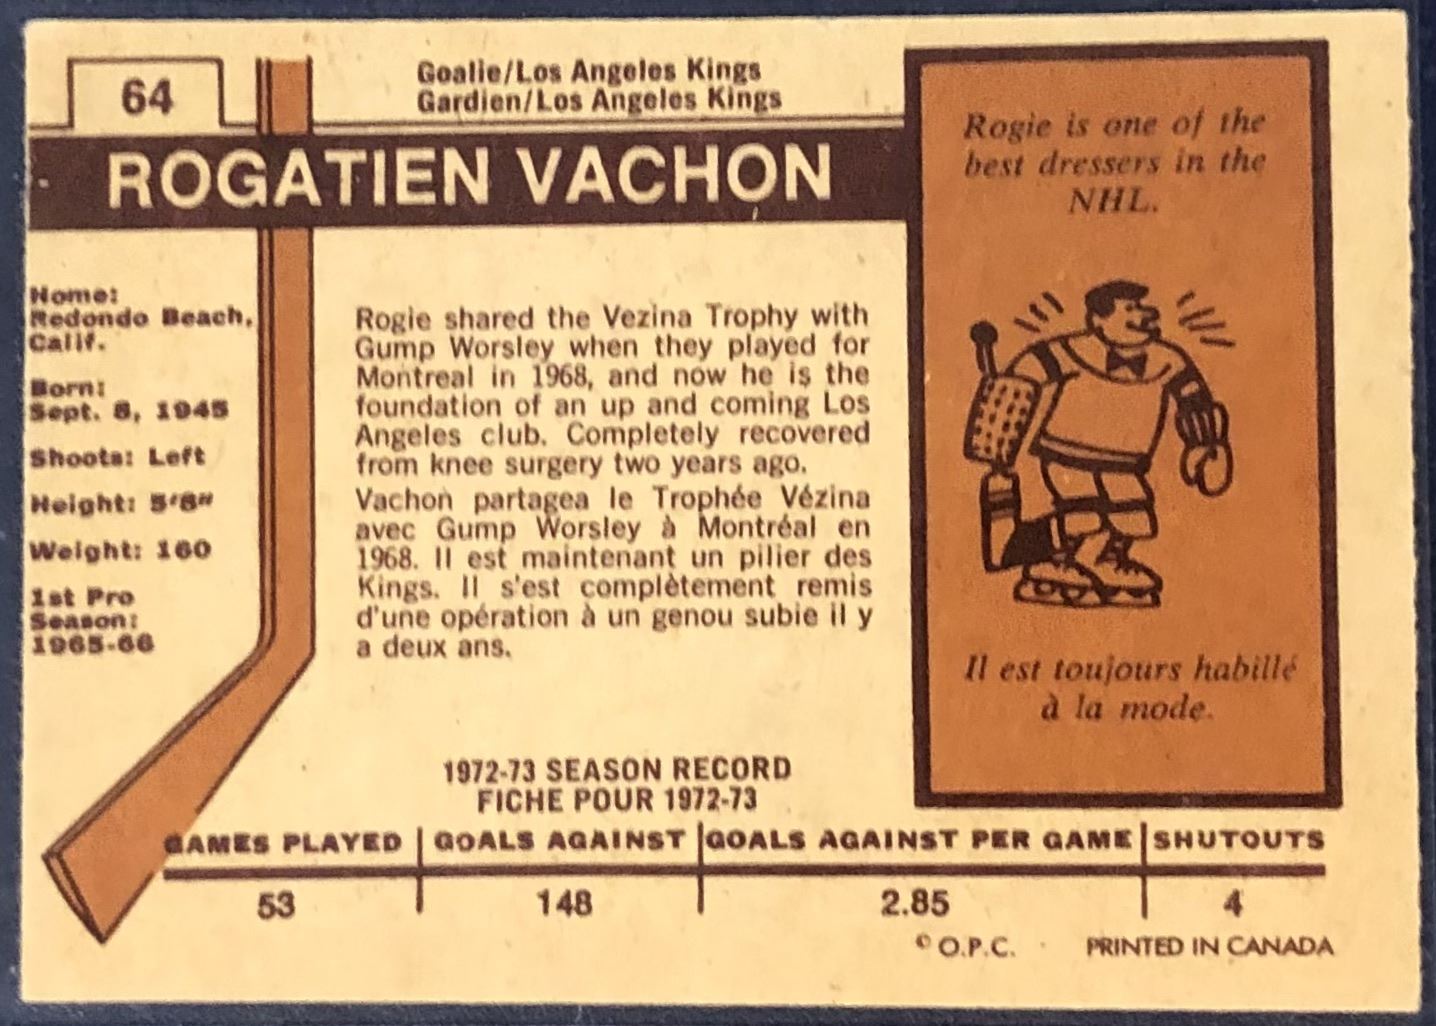 64
Goalie/Los Angeles Kings
Gardien/Los Angeles Kings
ROGATIEN VACHON
Home:
Redondo Beach,
Calif.
Born:
Sept. 8, 1945
Shoots: Left
Height: 5'8"
Weight: 160
1st Pro
Season:
1965-66
Rogie shared the Vezina Trophy with
Gump Worsley when they played for
Montreal in 1968, and now he is the
foundation of an up and coming Los
Angeles club. Completely recovered
from knee surgery two years ago.
Vachon partagea le Trophée Vézina
avec Gump Worsley à Montréal en
1968. Il est maintenant un pilier des
Kings. Il s'est complètement remis
d'une opération à un genou subie il y
a deux ans.
Rogie is one of the
best dressers in the
NHL.
Il est toujours habillé
à la mode.
1972-73 SEASON RECORD
FICHE POUR 1972-73
GAMES PLAYED GOALS AGAINST GOALS AGAINST PER GAME SHUTOUTS
53 148 2.85 4
© O.P.C. PRINTED IN CANADA